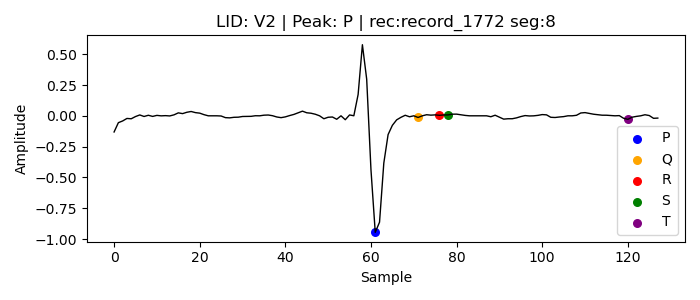 LID: V2 | Peak: P | rec:record_1772 seg:8
Amplitude
0.50
0.25
0.00
−0.25
−0.50
−0.75
−1.00
P
Q
R
S
T
0
20
40
60
80
100
120
Sample